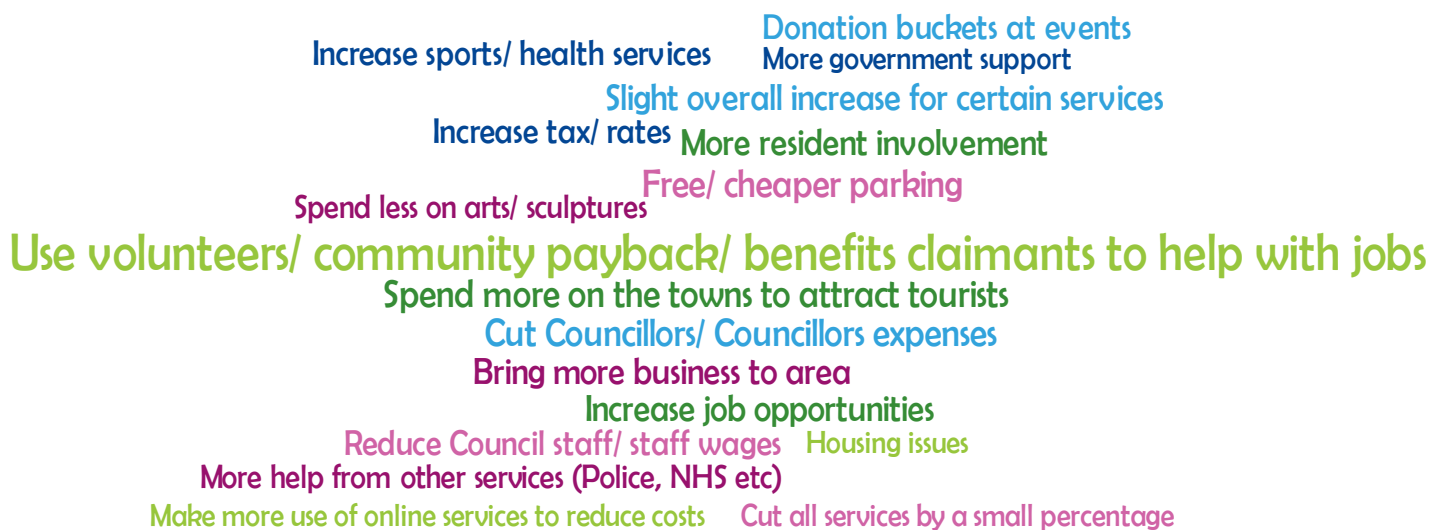 Donation buckets at events
Increase sports/ health services
More government support
Slight overall increase for certain services
Increase tax/ rates
More resident involvement
Free/ cheaper parking
Spend less on arts/ sculptures
Use volunteers/ community payback/ benefits claimants to help with jobs
Spend more on the towns to attract tourists
Cut Councillors/ Councillors expenses
Bring more business to area
Increase job opportunities
Reduce Council staff/ staff wages
Housing issues
More help from other services (Police, NHS etc)
Make more use of online services to reduce costs
Cut all services by a small percentage